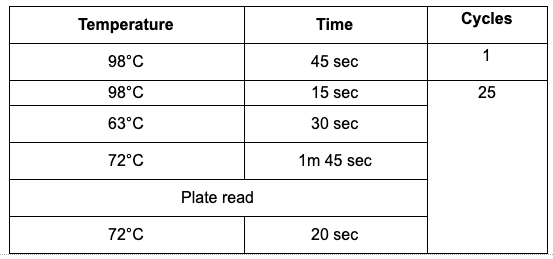 Temperature Time Cycles
98°C 45 sec 1
98°C 15 sec 25
63°C 30 sec
72°C 1m 45 sec
Plate read
72°C 20 sec